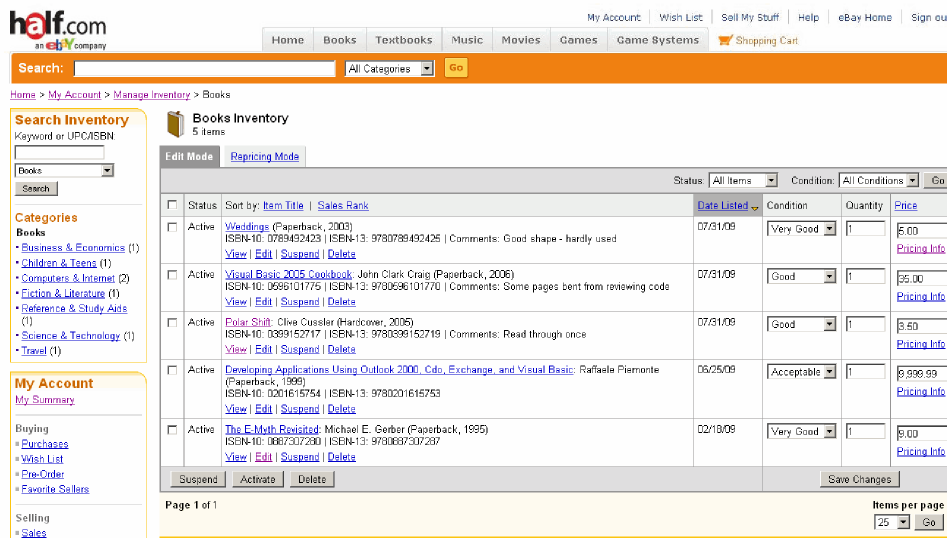 half.com
an ebay company
My Account | Wish List | Sell My Stuff | Help | eBay Home | Sign ou
Home Books Textbooks Music Movies Games Game Systems Shopping Cart
Search: All Categories Go
Home > My Account > Manage Inventory > Books
Search Inventory
Keyword or UPC/ISBN:
Books
Search
Categories
Books
• Business & Economics (1)
• Children & Teens (1)
• Computers & Internet (2)
• Fiction & Literature (1)
• Reference & Study Aids
(1)
• Science & Technology (1)
• Travel (1)
My Account
My Summary
Buying
Purchases
Wish List
Pre-Order
Favorite Sellers
Selling
Sales
Books Inventory
5 items
Edit Mode Repricing Mode
Status: All Items Condition: All Conditions Go
Status Sort by: Item Title | Sales Rank Date Listed Condition Quantity Price
Active Weddings (Paperback, 2003) 07/31/09 Very Good 1 5.00
ISBN-10: 0789492423 | ISBN-13: 9780789492425 | Comments: Good shape - hardly used
View | Edit | Suspend | Delete Pricing Info
Active Visual Basic 2005 Cookbook: John Clark Craig (Paperback, 2006) 07/31/09 Good 1 35.00
ISBN-10: 0596101775 | ISBN-13: 9780596101770 | Comments: Some pages bent from reviewing code
View | Edit | Suspend | Delete Pricing Info
Active Polar Shift: Clive Cussler (Hardcover, 2005) 07/31/09 Good 1 3.50
ISBN-10: 0399152717 | ISBN-13: 9780399152719 | Comments: Read through once
View | Edit | Suspend | Delete Pricing Info
Active Developing Applications Using Outlook 2000, Cdo, Exchange, and Visual Basic: Raffaele Piemonte 06/25/09 Acceptable 1 9,999.99
(Paperback, 1999)
ISBN-10: 0201615754 | ISBN-13: 9780201615753 Pricing Info
View | Edit | Suspend | Delete
Active The E-Myth Revisited: Michael E. Gerber (Paperback, 1995) 02/18/09 Very Good 1 9.00
ISBN-10: 0887307280 | ISBN-13: 9780887307287
View | Edit | Suspend | Delete Pricing Info
Suspend Activate Delete Save Changes
Page 1 of 1 Items per page
25 Go